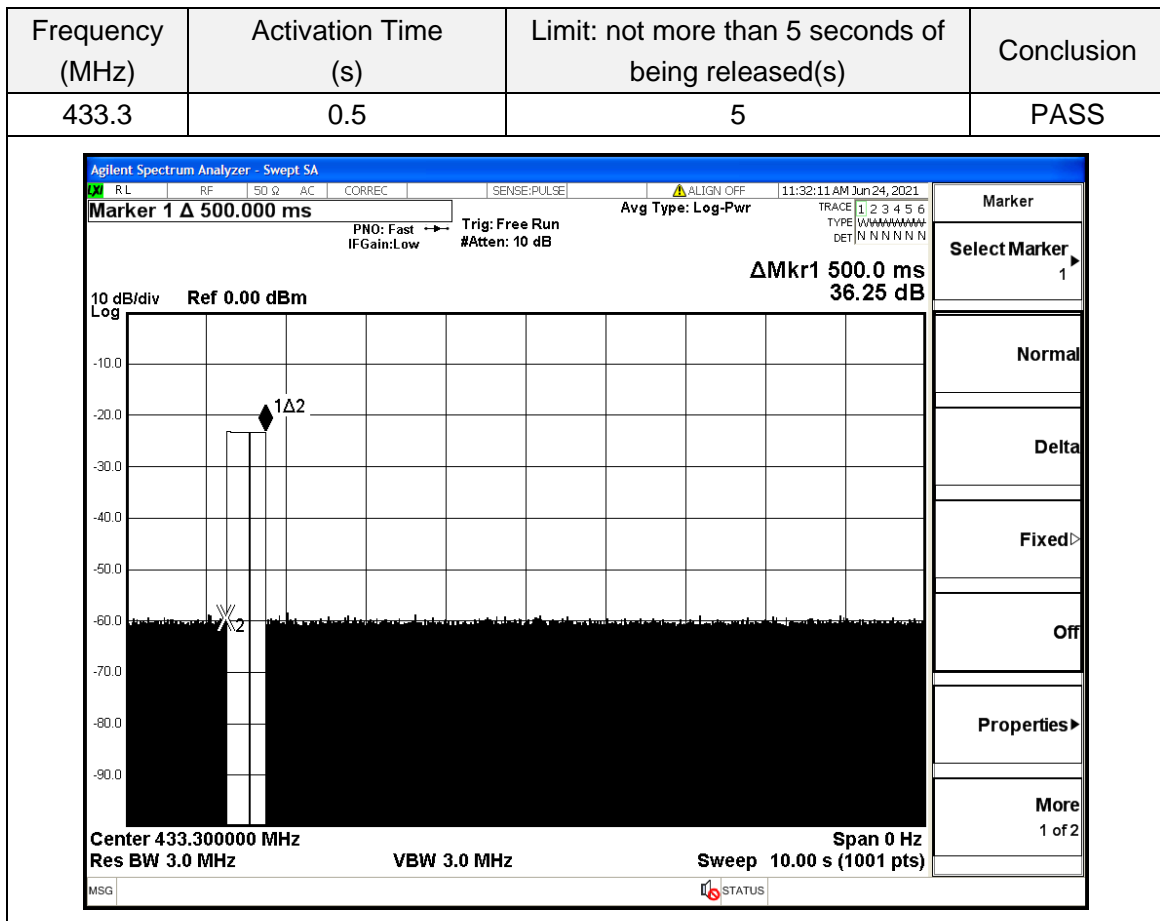 Frequency (MHz) Activation Time (s) Limit: not more than 5 seconds of being released(s) Conclusion
433.3 0.5 5 PASS
Agilent Spectrum Analyzer - Swept SA
LXI RL RF 50 Ω AC CORREC SENSE:PULSE ALIGN OFF 11:32:11 AM Jun 24, 2021
Marker 1 Δ 500.000 ms
PNO: Fast
IFGain:Low
Trig: Free Run
#Atten: 10 dB
Avg Type: Log-Pwr
TRACE 1 2 3 4 5 6
TYPE WWWWWW
DET N N N N N N
ΔMkr1 500.0 ms
36.25 dB
10 dB/div Ref 0.00 dBm
Log
-10.0
-20.0
-30.0
-40.0
-50.0
-60.0
-70.0
-80.0
-90.0
1Δ2
X2
Center 433.300000 MHz Span 0 Hz
Res BW 3.0 MHz VBW 3.0 MHz Sweep 10.00 s (1001 pts)
MSG STATUS
Marker
Select Marker
1
Normal
Delta
Fixed
Off
Properties
More
1 of 2